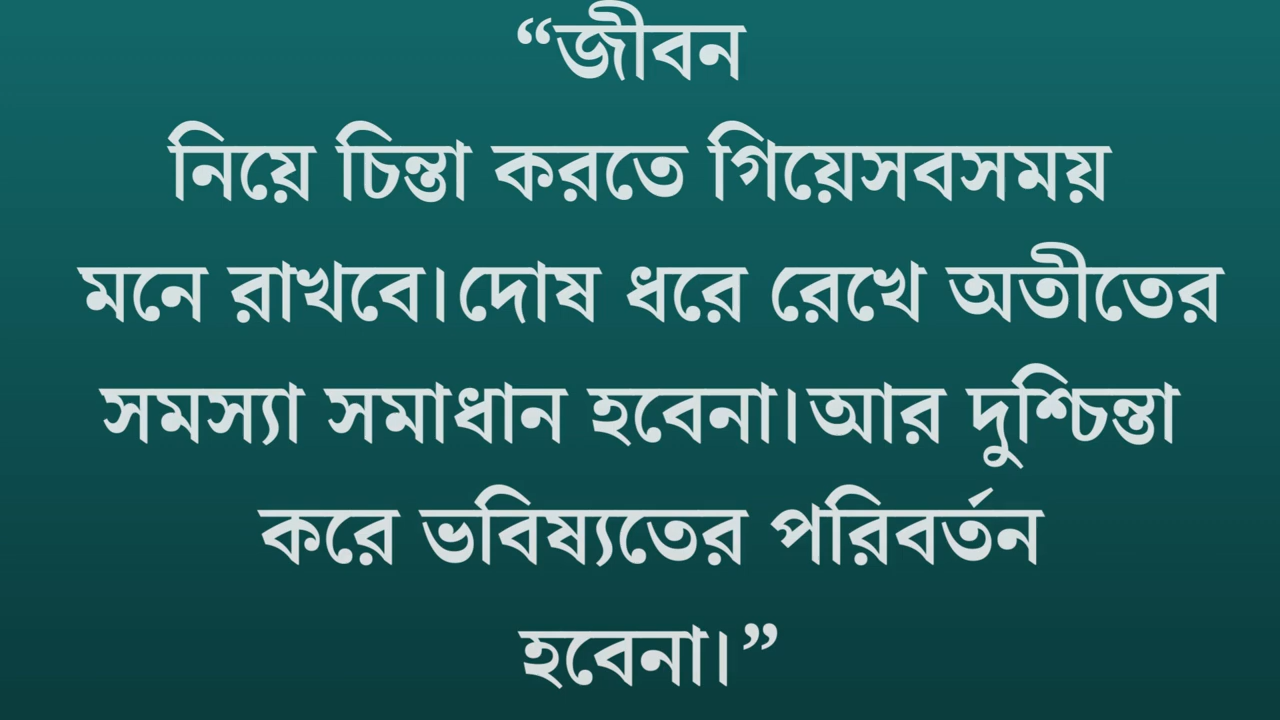 “জীবন
নিয়ে চিন্তা করতে গিয়েসবসময়
মনে রাখবে।দোষ ধরে রেখে অতীতের
সমস্যা সমাধান হবেনা।আর দুশ্চিন্তা
করে ভবিষ্যতের পরিবর্তন
হবেনা।”